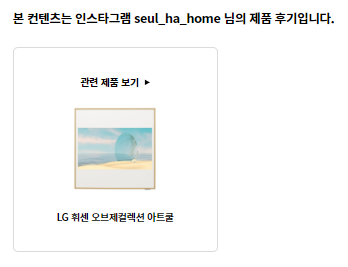 본 컨텐츠는 인스타그램 seul_ha_home 님의 제품 후기입니다.
관련 제품 보기 ▶
LG 휘센 오브제컬렉션 아트쿨